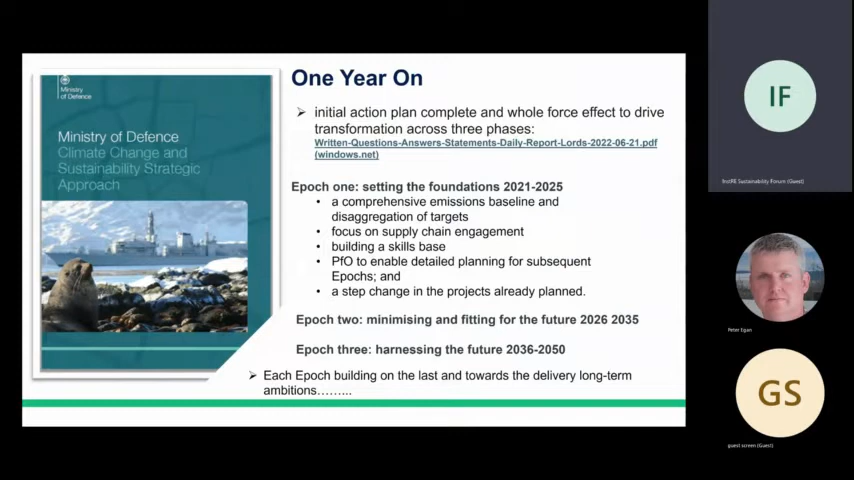 One Year On
Ministry
of Defence
Ministry of Defence
Climate Change and
Sustainability Strategic
Approach
➢ initial action plan complete and whole force effect to drive
transformation across three phases:
Written-Questions-Answers-Statements-Daily-Report-Lords-2022-06-21.pdf
(windows.net)
Epoch one: setting the foundations 2021-2025
• a comprehensive emissions baseline and
disaggregation of targets
• focus on supply chain engagement
• building a skills base
• PfO to enable detailed planning for subsequent
Epochs; and
• a step change in the projects already planned.
Epoch two: minimising and fitting for the future 2026 2035
Epoch three: harnessing the future 2036-2050
➢ Each Epoch building on the last and towards the delivery long-term
ambitions……...
IF
Sustainability Forum (Guest)
Peter Egan
GS
guest screen (Guest)